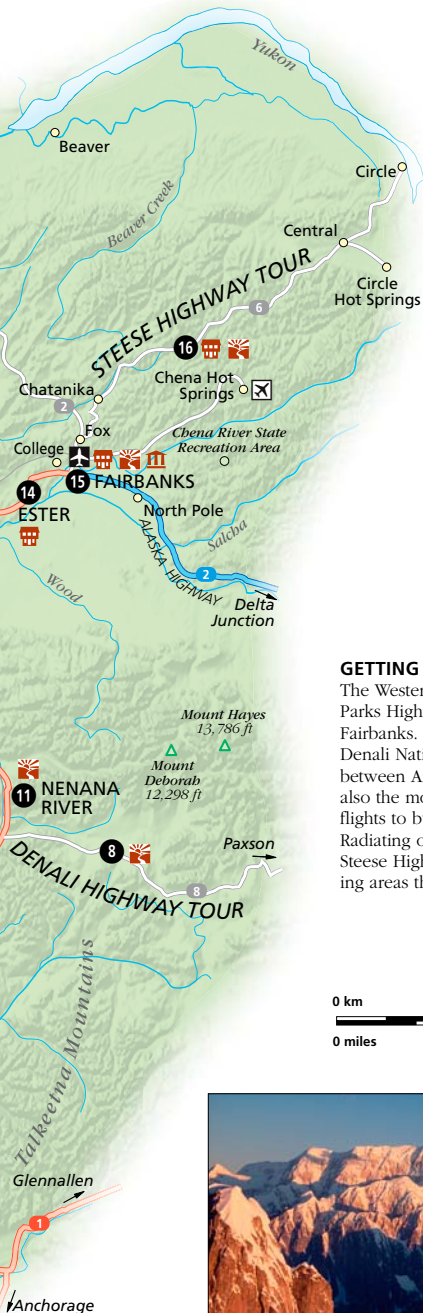 Yukon
Beaver
Circle
Beaver Creek
Central
STEESE HIGHWAY TOUR
Circle
Hot Springs
6
16
Chena Hot
Springs
Chatanika
2
Fox
Chena River State
Recreation Area
College
15 FAIRBANKS
14
ESTER
North Pole
ALASKA HIGHWAY
Salcha
2
Wood
Delta
Junction
GETTING
The Wester
Parks High
Fairbanks.
Denali Nati
between A
also the mo
flights to b
Radiating o
Steese High
ing areas th
Mount Hayes
13,786 ft
Mount
Deborah
12,298 ft
11 NENANA
RIVER
8
Paxson
DENALI HIGHWAY TOUR
8
Talkeetna Mountains
0 km
0 miles
Glennallen
1
Anchorage